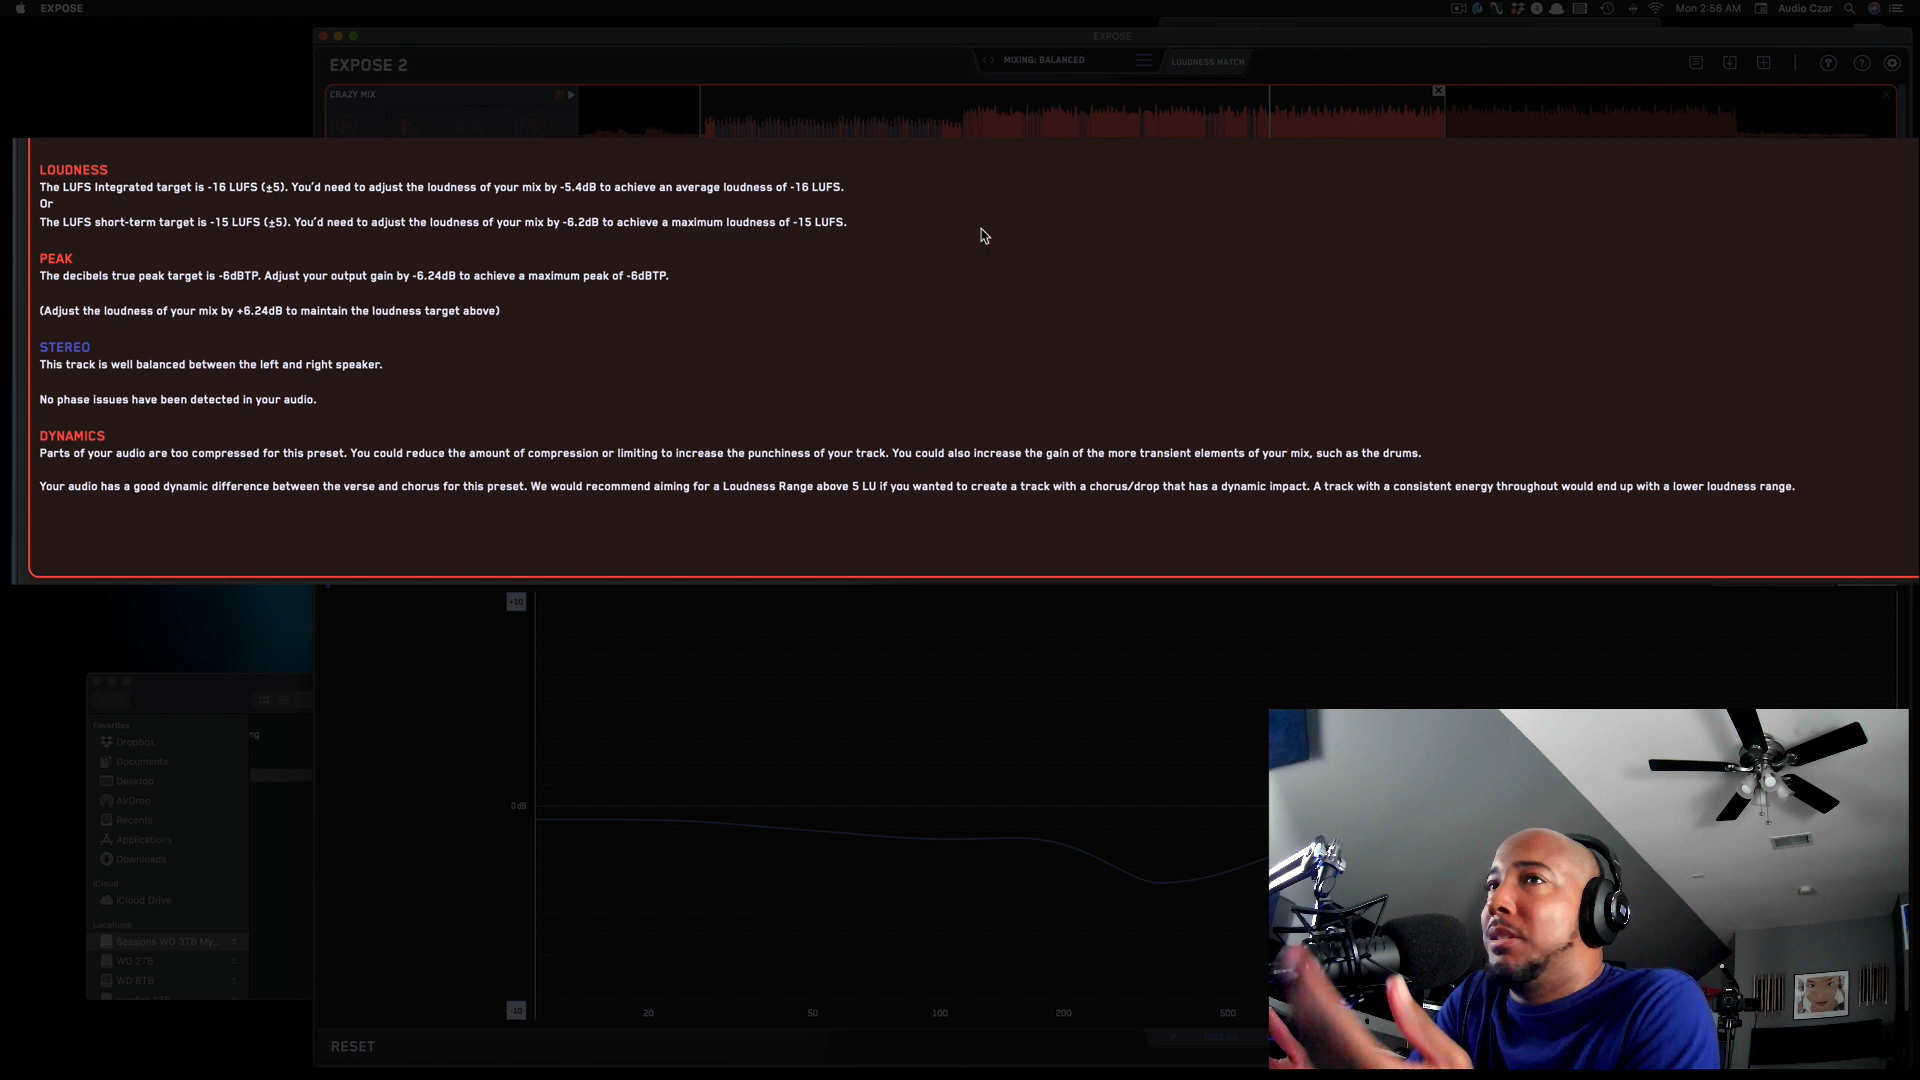 EXPOSE
Mon 2:56 AM
Audio Czar
EXPOSE
EXPOSE 2
MIXING: BALANCED
LOUDNESS MATCH
CRAZY MIX
LOUDNESS
The LUFS Integrated target is -16 LUFS (±5). You'd need to adjust the loudness of your mix by -5.4dB to achieve an average loudness of -16 LUFS.
Or
The LUFS short-term target is -15 LUFS (±5). You'd need to adjust the loudness of your mix by -6.2dB to achieve a maximum loudness of -15 LUFS.
PEAK
The decibels true peak target is -6dBTP. Adjust your output gain by -6.24dB to achieve a maximum peak of -6dBTP.
(Adjust the loudness of your mix by +6.24dB to maintain the loudness target above)
STEREO
This track is well balanced between the left and right speaker.
No phase issues have been detected in your audio.
DYNAMICS
Parts of your audio are too compressed for this preset. You could reduce the amount of compression or limiting to increase the punchiness of your track. You could also increase the gain of the more transient elements of your mix, such as the drums.
Your audio has a good dynamic difference between the verse and chorus for this preset. We would recommend aiming for a Loudness Range above 5 LU if you wanted to create a track with a chorus/drop that has a dynamic impact. A track with a consistent energy throughout would end up with a lower loudness range.
+10
0 dB
-10
20
50
100
200
500
RESET
Favorites
ng
Dropbox
Documents
Desktop
AirDrop
Recents
Applications
Downloads
iCloud
iCloud Drive
Locations
Sessions WD 3TB My...
WD 2TB
WD 8TB